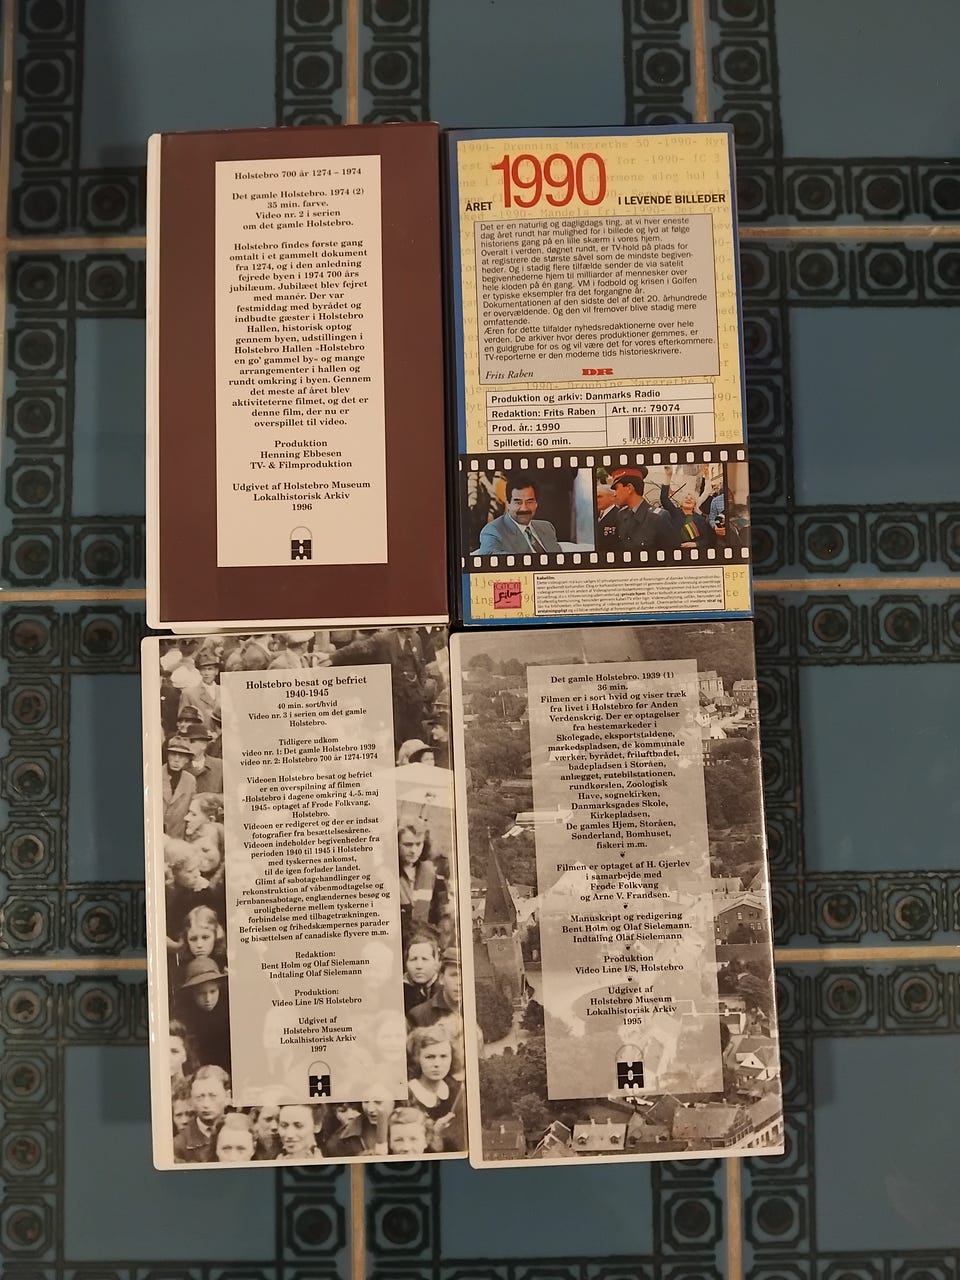 Holstebro 700 år 1274 – 1974
Det gamle Holstebro. 1974 (2)
35 min. farve.
Video nr. 2 i serien
om det gamle Holstebro.
Holstebro findes første gang
omtalt i et gammelt dokument
fra 1274, og i den anledning
fejrede byen i 1974 700 års
jubilæum. Jubilæet blev fejret
med manér. Der var
festmiddag med byrådet og
indbudte gæster i Holstebro
Hallen, historisk optog
gennem byen, udstillingen i
Holstebro Hallen »Holstebro
en go' gammel by« og mange
arrangementer i hallen og
rundt omkring i byen. Gennem
det meste af året blev
aktiviteterne filmet, og det er
denne film, der nu er
overspillet til video.
Produktion
Henning Ebbesen
TV- & Filmproduktion
Udgivet af Holstebro Museum
Lokalhistorisk Arkiv
1996
ÅRET 1990 I LEVENDE BILLEDER
Det er en naturlig og dagligdags ting, at vi hver eneste
dag året rundt har mulighed for i billede og lyd at følge
historiens gang på en lille skærm i vores hjem.
Overalt i verden, døgnet rundt, er TV-hold på plads for
at registrere de største såvel som de mindste begiven-
heder. Og i stadig flere tilfælde sender de via satelit
begivenhederne hjem til milliarder af mennesker over
hele kloden på én gang. VM i fodbold og krisen i Golfen
er typiske eksempler fra det forgangne år.
Dokumentationen af den sidste del af det 20. århundrede
er overvældende. Og den vil fremover blive stadig mere
omfattende.
Æren for dette tilfalder nyhedsredaktionerne over hele
verden. De arkiver hvor deres produktioner gemmes, er
en guldgrube for os og vil være det for vores efterkommere.
TV-reporterne er den moderne tids historieskrivere.
Frits Raben DR
Produktion og arkiv: Danmarks Radio
Redaktion: Frits Raben Art. nr.: 79074
Prod. år.: 1990
Spilletid: 60 min.
5 708857 790741
Holstebro besat og befriet
1940-1945
40 min. sort/hvid
Video nr. 3 i serien om det gamle
Holstebro.
Tidligere udkom
video nr. 1: Det gamle Holstebro 1939
video nr. 2: Holstebro 700 år 1274-1974
Videoen Holstebro besat og befriet
er en overspilning af filmen
»Holstebro i dagene omkring 4.-5. maj
1945« optaget af Frode Folkvang,
Holstebro.
Videoen er redigeret og der er indsat
fotografier fra besættelsesårene.
Videoen indeholder begivenheder fra
perioden 1940 til 1945 i Holstebro
med tyskernes ankomst,
til de igen forlader landet.
Glimt af sabotagehandlinger og
rekonstruktion af våbenmodtagelse og
jernbanesabotage, englændernes besøg og
urolighederne mellem tyskerne i
forbindelse med tilbagetrækningen.
Befrielsen og frihedskæmpernes parader
og bisættelsen af canadiske flyvere m.m.
Redaktion:
Bent Holm og Olaf Sielemann
Indtaling Olaf Sielemann
Produktion:
Video Line I/S Holstebro
Udgivet af
Holstebro Museum
Lokalhistorisk Arkiv
1997
Det gamle Holstebro. 1939 (1)
36 min.
Filmen er i sort hvid og viser træk
fra livet i Holstebro før Anden
Verdenskrig. Der er optagelser
fra hestemarkeder i
Skolegade, eksportstaldene,
markedspladsen, de kommunale
værker, byrådet, friluftbadet,
badepladsen i Storåen,
anlægget, rutebilstationen,
rundkørslen, Zoologisk
Have, sognekirken,
Danmarksgades Skole,
Kirkepladsen,
De gamles Hjem, Storåen,
Sønderland, Bomhuset,
fiskeri m.m.
Filmen er optaget af H. Gjerlev
i samarbejde med
Frode Folkvang
og Arne V. Frandsen.
Manuskript og redigering
Bent Holm og Olaf Sielemann.
Indtaling Olaf Sielemann
Produktion
Video Line I/S, Holstebro
Udgivet af
Holstebro Museum
Lokalhistorisk Arkiv
1995